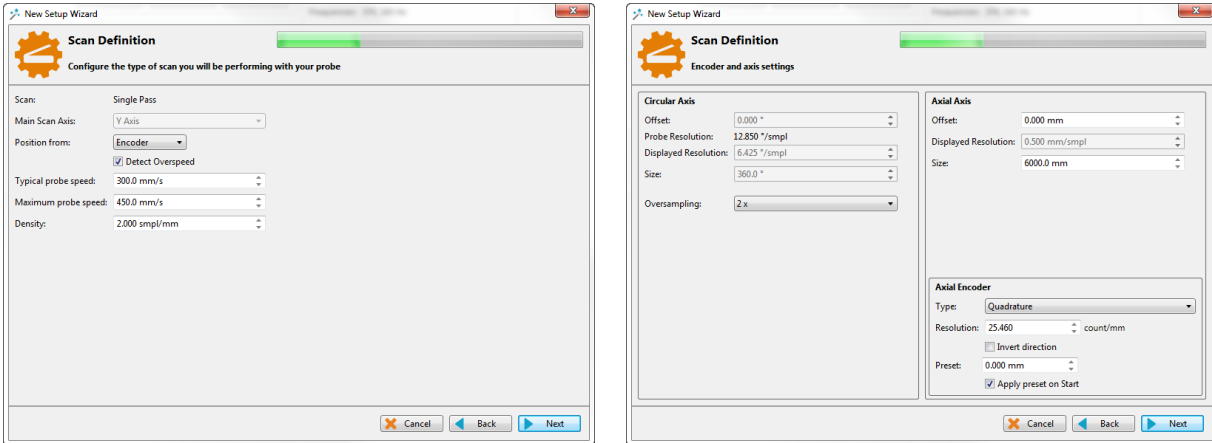 New Setup Wizard
Scan Definition
Configure the type of scan you will be performing with your probe
Scan: Single Pass
Main Scan Axis: Y Axis
Position from: Encoder
Detect Overspeed
Typical probe speed: 300.0 mm/s
Maximum probe speed: 450.0 mm/s
Density: 2.000 smpl/mm
Cancel Back Next
New Setup Wizard
Scan Definition
Encoder and axis settings
Circular Axis
Offset: 0.000 °
Probe Resolution: 12.850 °/smpl
Displayed Resolution: 6.425 °/smpl
Size: 360.0 °
Oversampling: 2 x
Axial Axis
Offset: 0.000 mm
Displayed Resolution: 0.500 mm/smpl
Size: 6000.0 mm
Axial Encoder
Type: Quadrature
Resolution: 25.460 count/mm
Invert direction
Preset: 0.000 mm
Apply preset on Start
Cancel Back Next